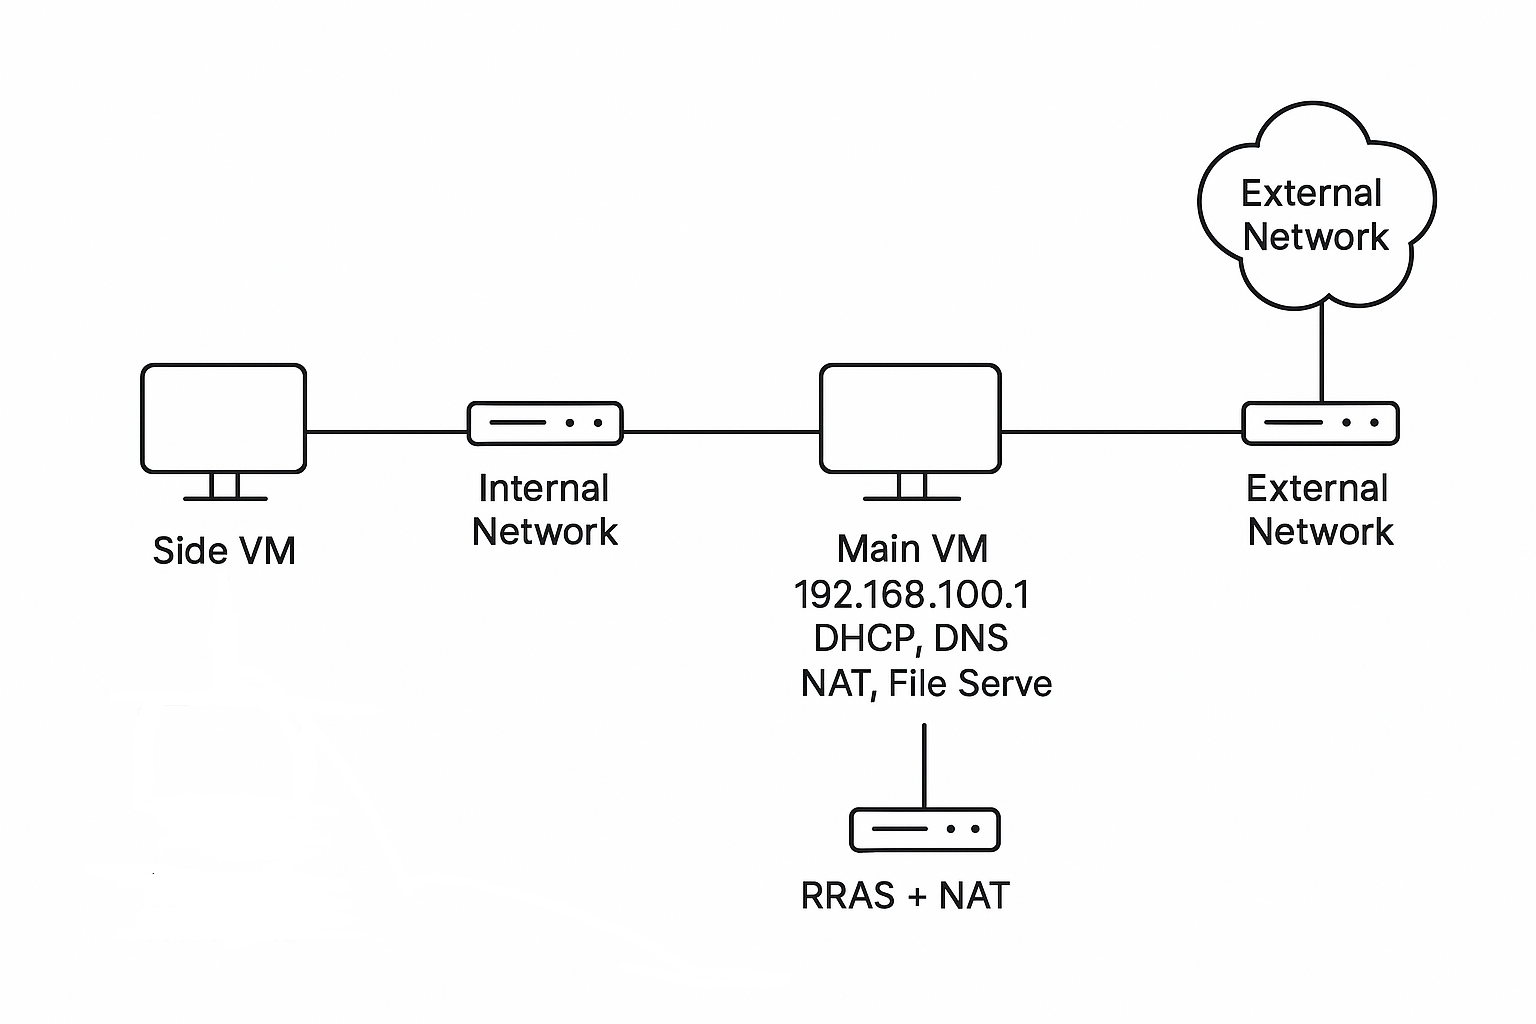 External
Network
Side VM
Internal
Network
Main VM
192.168.100.1
DHCP, DNS
NAT, File Serve
External
Network
RRAS + NAT